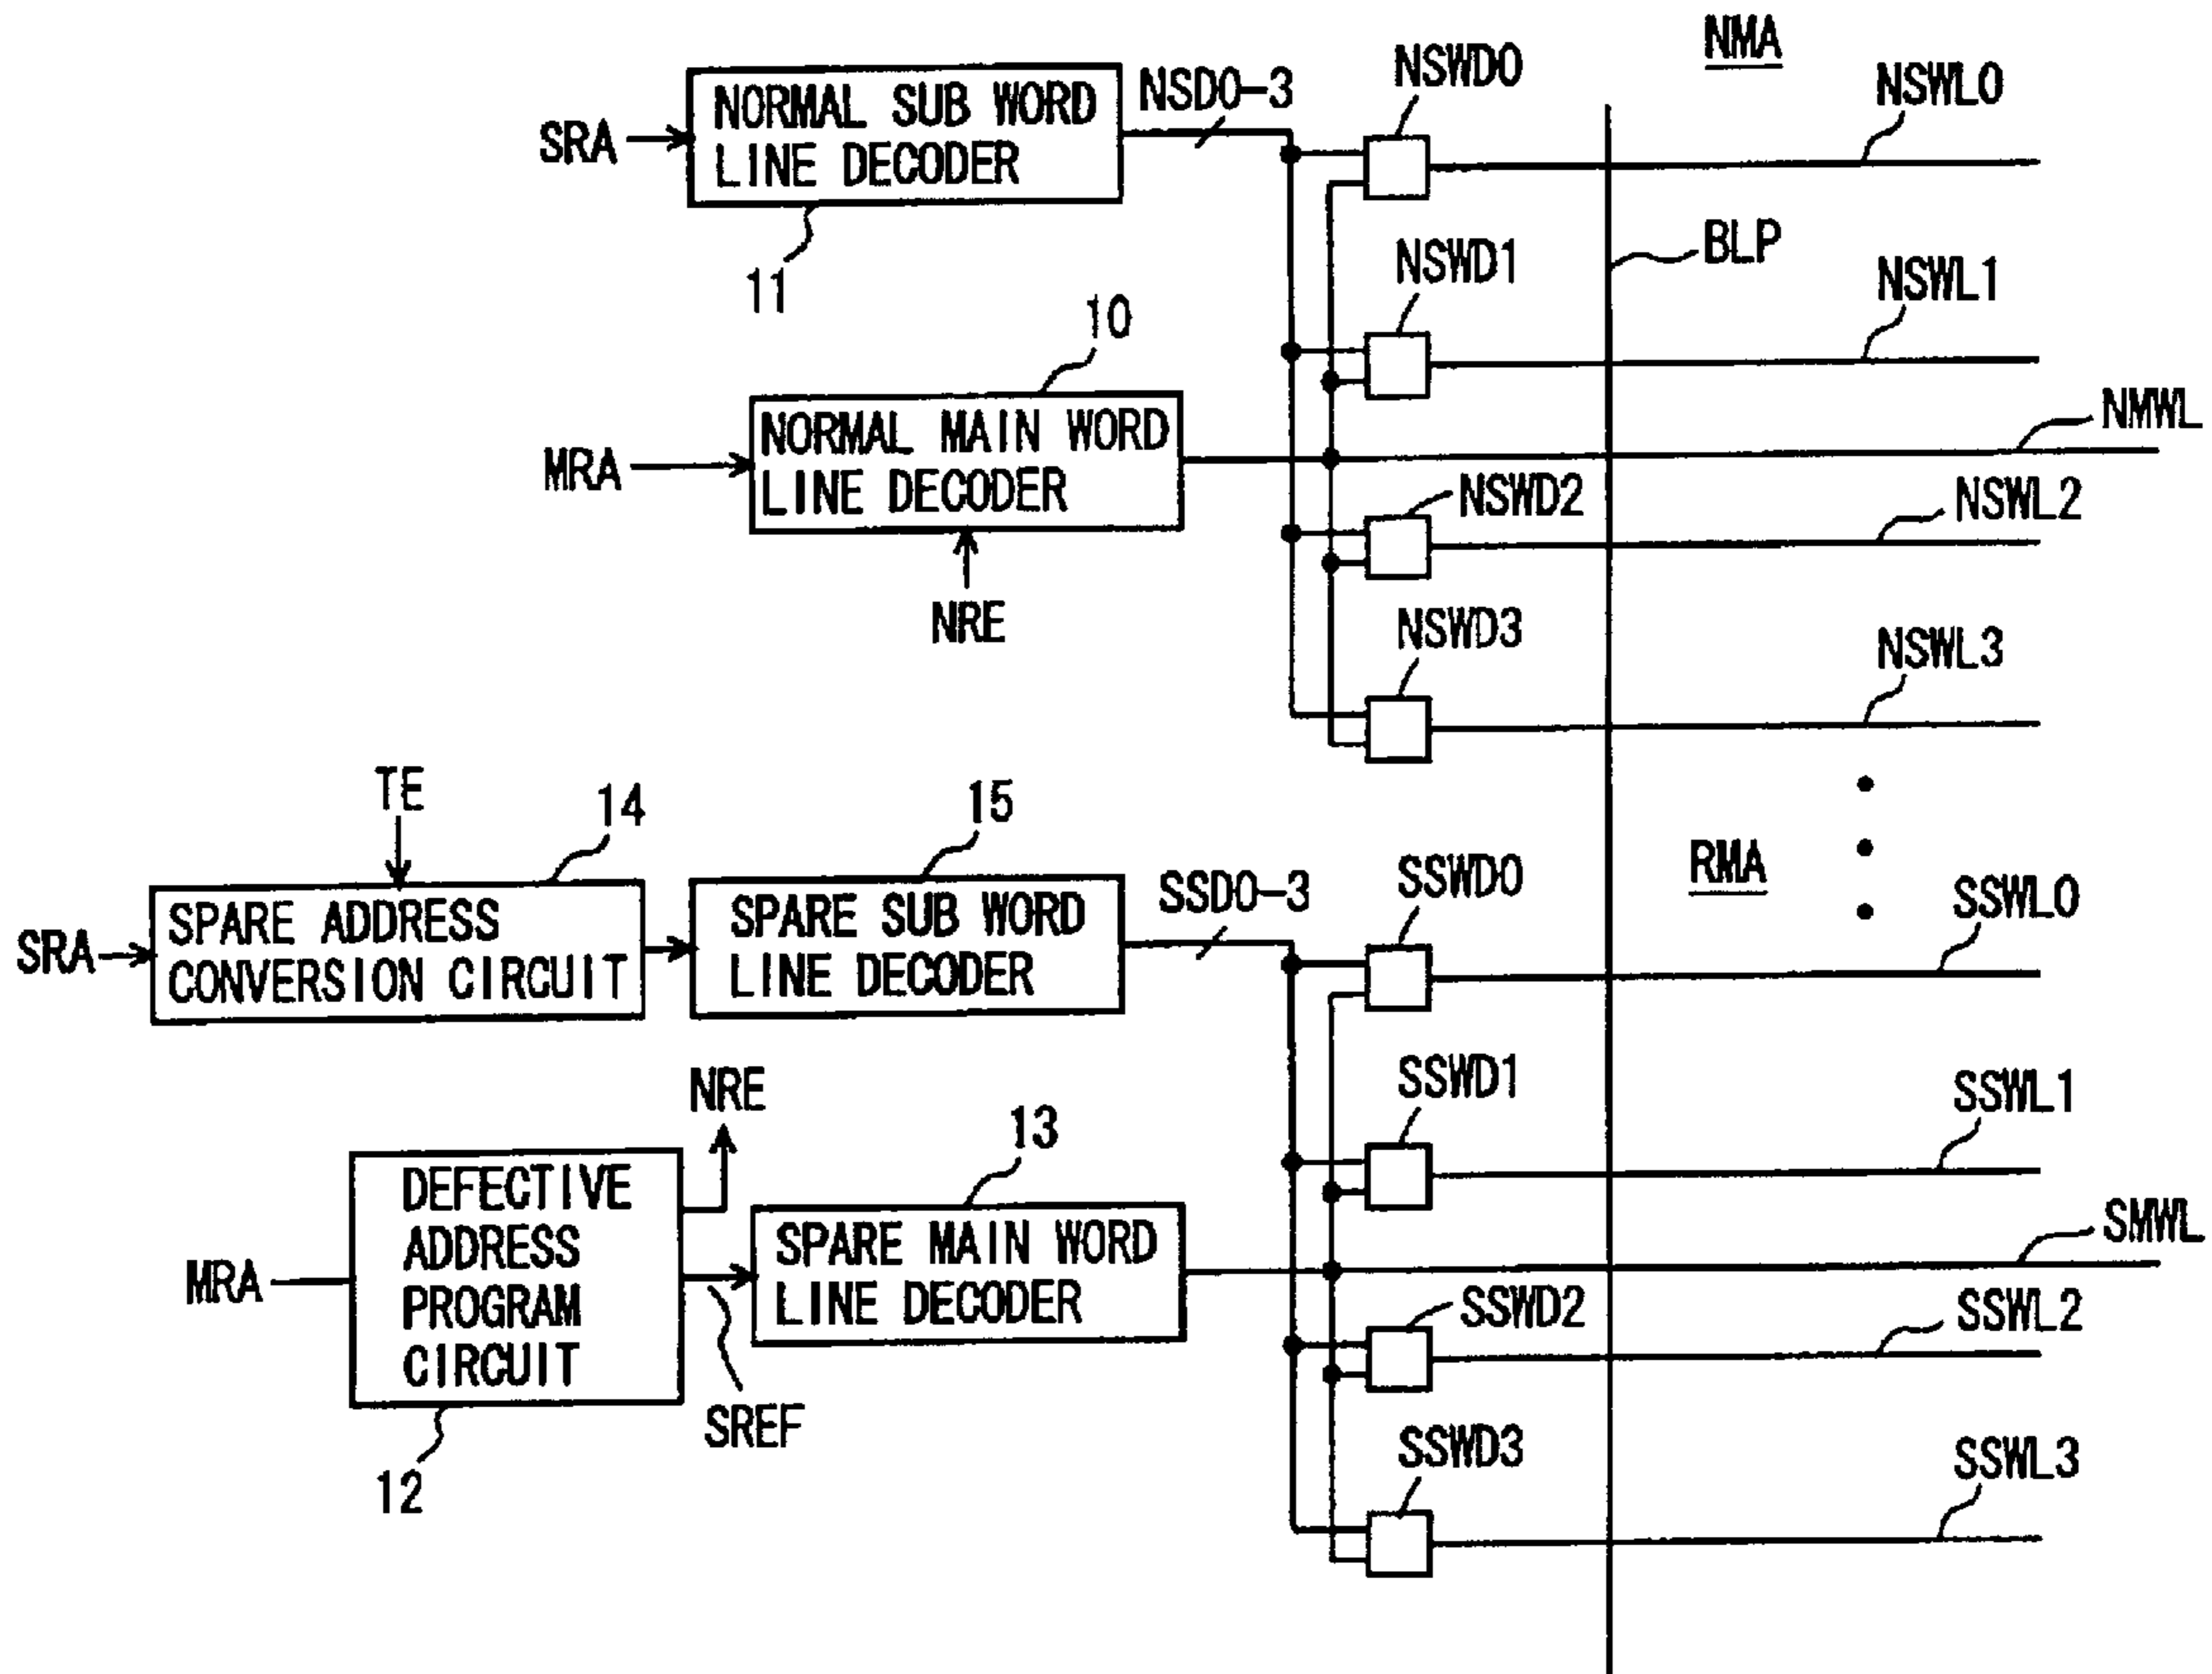 NMA
NSWD0
NSWL0
NORMAL SUB WORD
LINE DECODER
NSD0-3
SRA
11
BLP
NSWD1
NSWL1
10
NMWL
NORMAL MAIN WORD
LINE DECODER
MRA
NSWD2
NSWL2
NRE
NSWD3
NSWL3
TE
14
15
RMA
SSWD0
SSWL0
SSD0-3
SPARE ADDRESS
CONVERSION CIRCUIT
SPARE SUB WORD
LINE DECODER
SRA
NRE
SSWD1
SSWL1
13
DEFECTIVE
ADDRESS
PROGRAM
CIRCUIT
SPARE MAIN WORD
LINE DECODER
SMWL
MRA
SSWD2
SSWL2
SREF
SSWD3
SSWL3
12